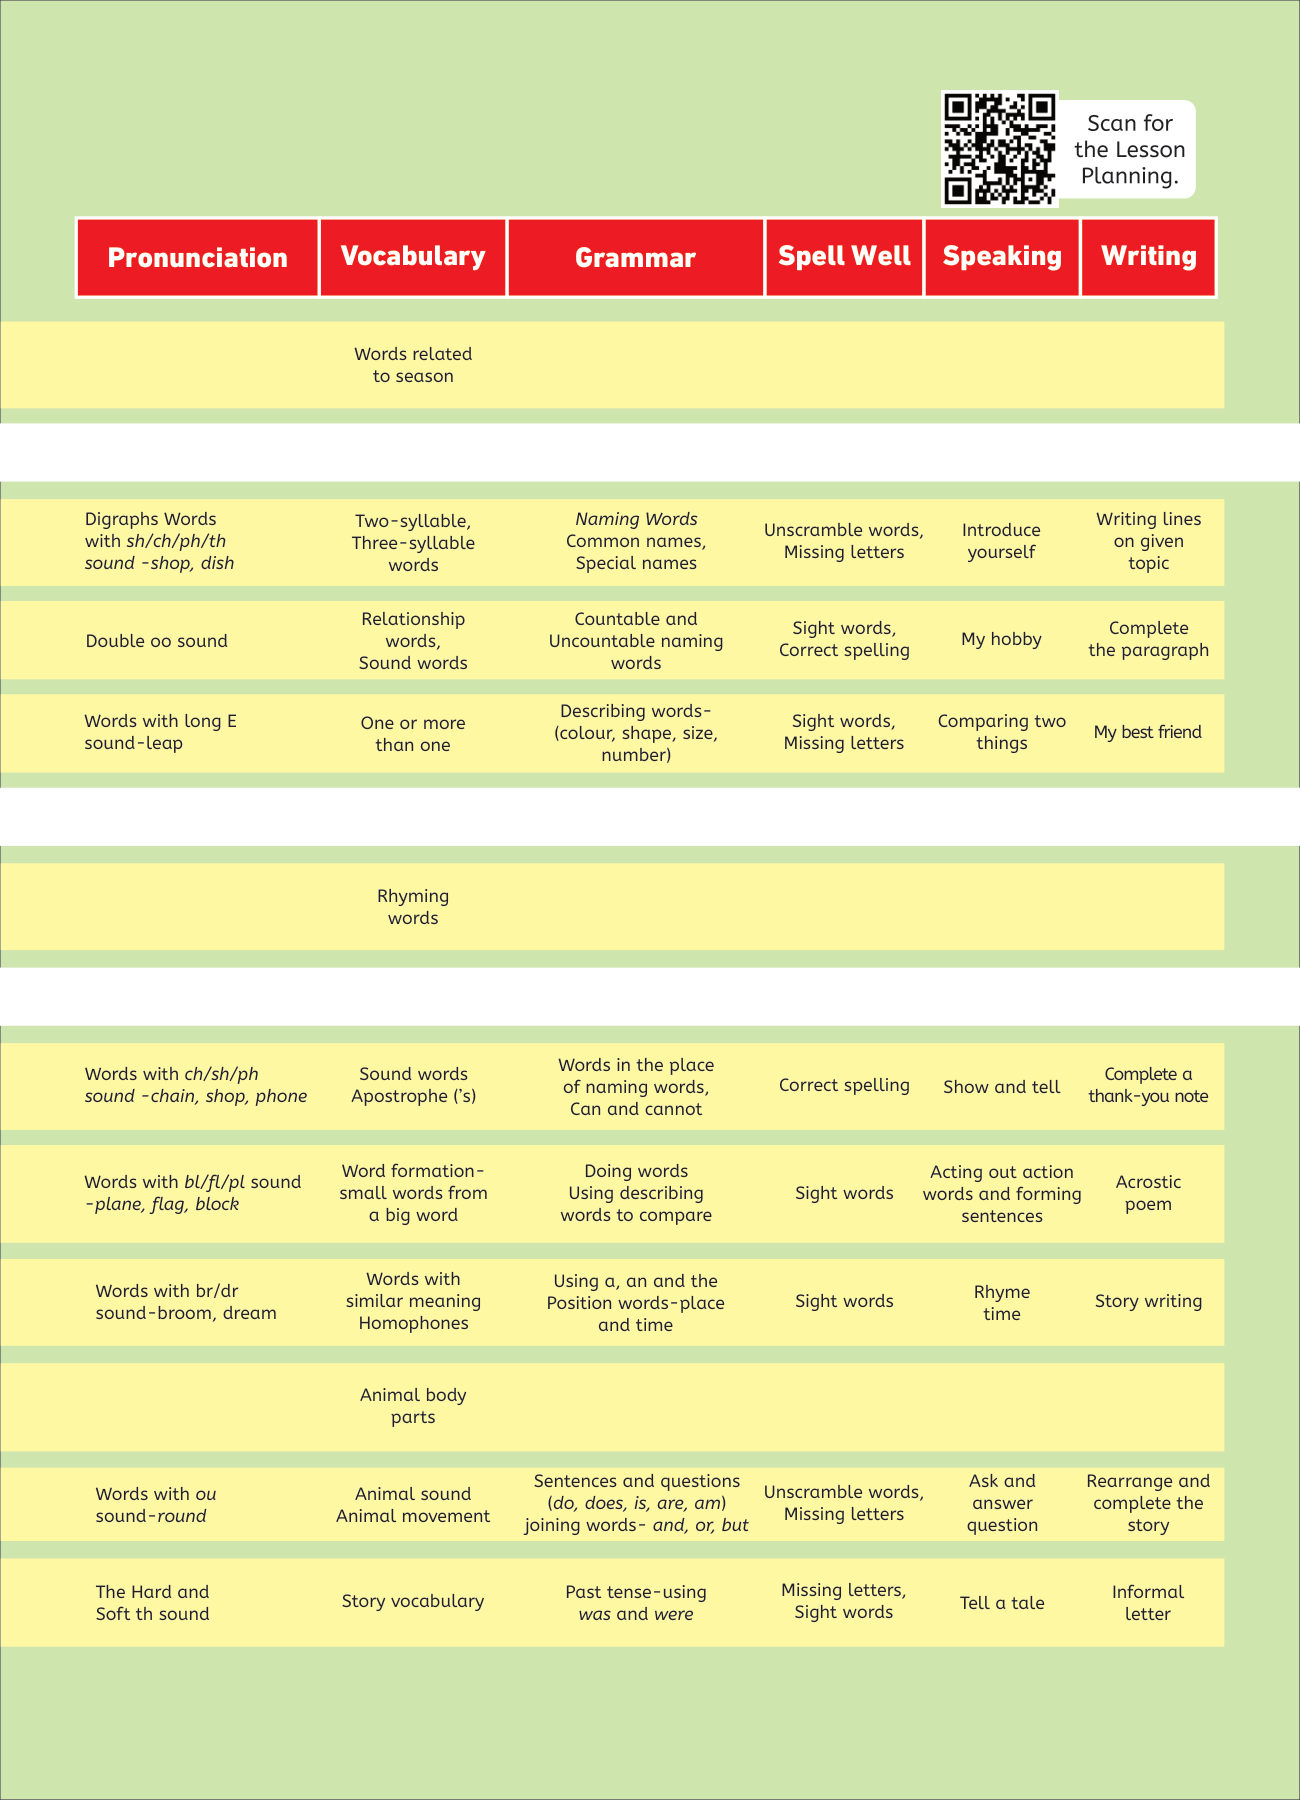 Scan for
the Lesson
Planning.
Pronunciation
Vocabulary
Grammar
Spell Well
Speaking
Writing
Words related
to season
Digraphs Words
with sh/ch/ph/th
sound -shop, dish
Two-syllable,
Three-syllable
words
Naming Words
Common names,
Special names
Unscramble words,
Missing letters
Introduce
yourself
Writing lines
on given
topic
Double oo sound
Relationship
words,
Sound words
Countable and
Uncountable naming
words
Sight words,
Correct spelling
My hobby
Complete
the paragraph
Words with long E
sound-leap
One or more
than one
Describing words-
(colour, shape, size,
number)
Sight words,
Missing letters
Comparing two
things
My best friend
Rhyming
words
Words with ch/sh/ph
sound -chain, shop, phone
Sound words
Apostrophe (’s)
Words in the place
of naming words,
Can and cannot
Correct spelling
Show and tell
Complete a
thank-you note
Words with bl/fl/pl sound
-plane, flag, block
Word formation-
small words from
a big word
Doing words
Using describing
words to compare
Sight words
Acting out action
words and forming
sentences
Acrostic
poem
Words with br/dr
sound-broom, dream
Words with
similar meaning
Homophones
Using a, an and the
Position words-place
and time
Sight words
Rhyme
time
Story writing
Animal body
parts
Words with ou
sound-round
Animal sound
Animal movement
Sentences and questions
(do, does, is, are, am)
joining words- and, or, but
Unscramble words,
Missing letters
Ask and
answer
question
Rearrange and
complete the
story
The Hard and
Soft th sound
Story vocabulary
Past tense-using
was and were
Missing letters,
Sight words
Tell a tale
Informal
letter